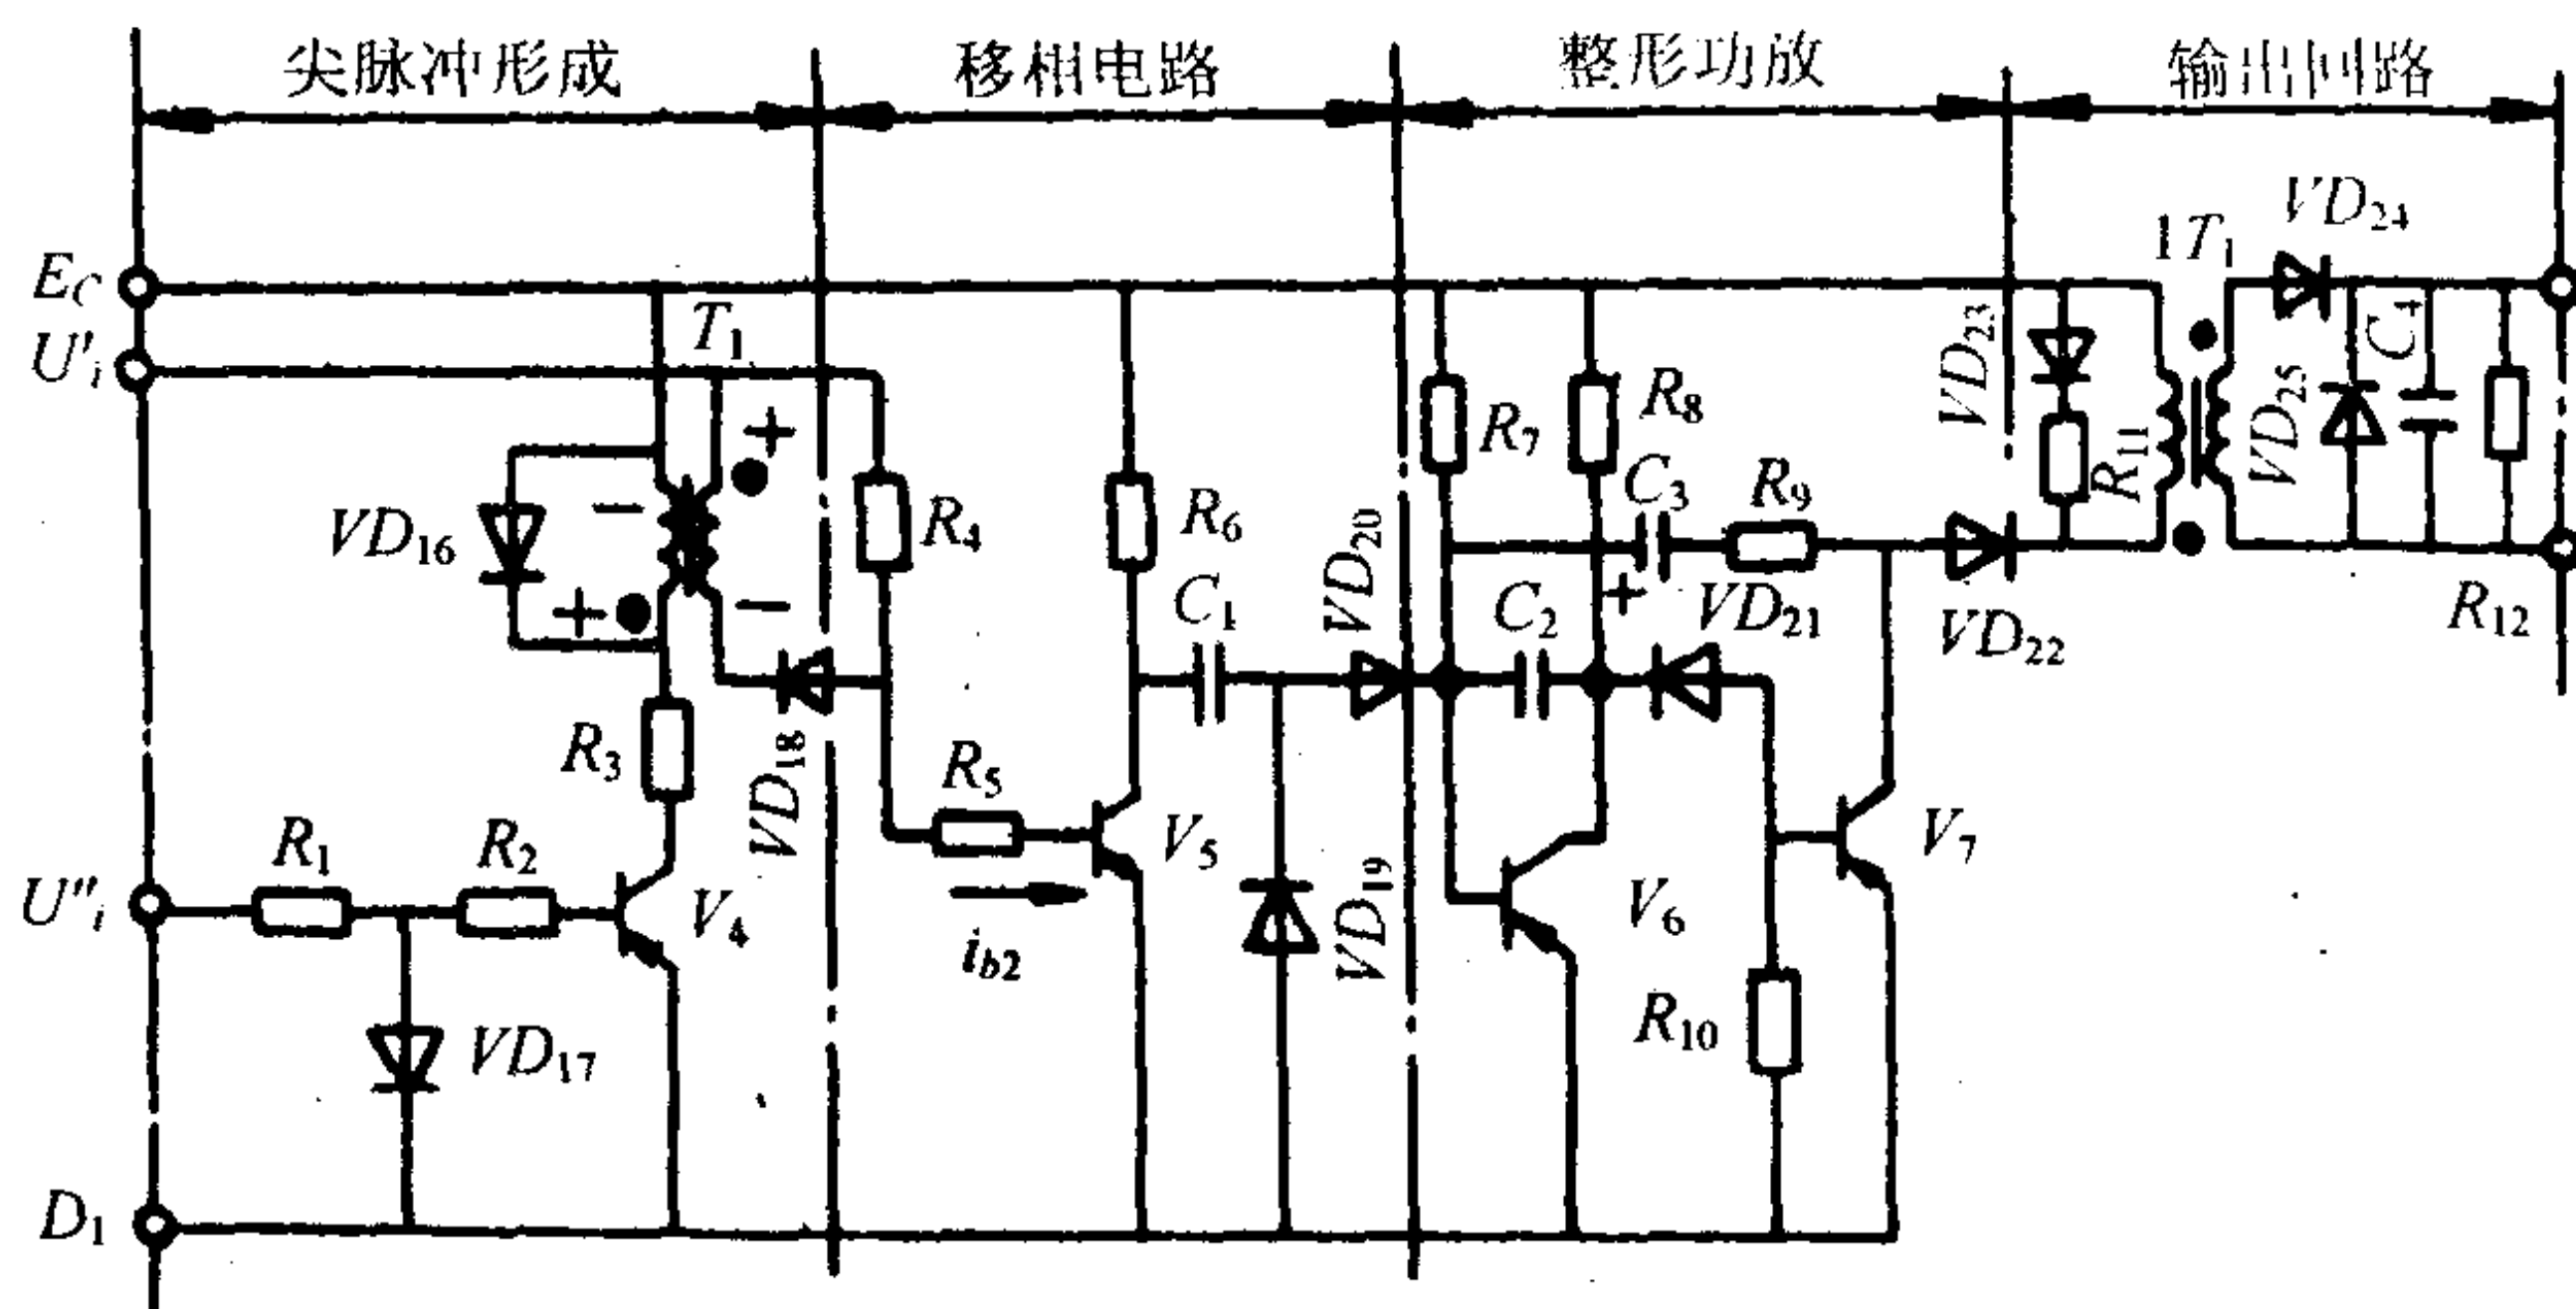 尖脉冲形成 移相电路 整形功放 输出回路
E_C
U'_i
T_1
1T_1
VD_24
VD_23
R_11
VD_25
C_4
R_12
VD_16
R_4
R_6
R_7
R_8
C_3
R_9
VD_20
C_1
C_2
VD_21
VD_22
R_3
VD_18
R_5
V_5
i_b2
U''_i
R_1
R_2
V_4
VD_19
V_6
V_7
VD_17
R_10
D_1
+
−
+
−
+